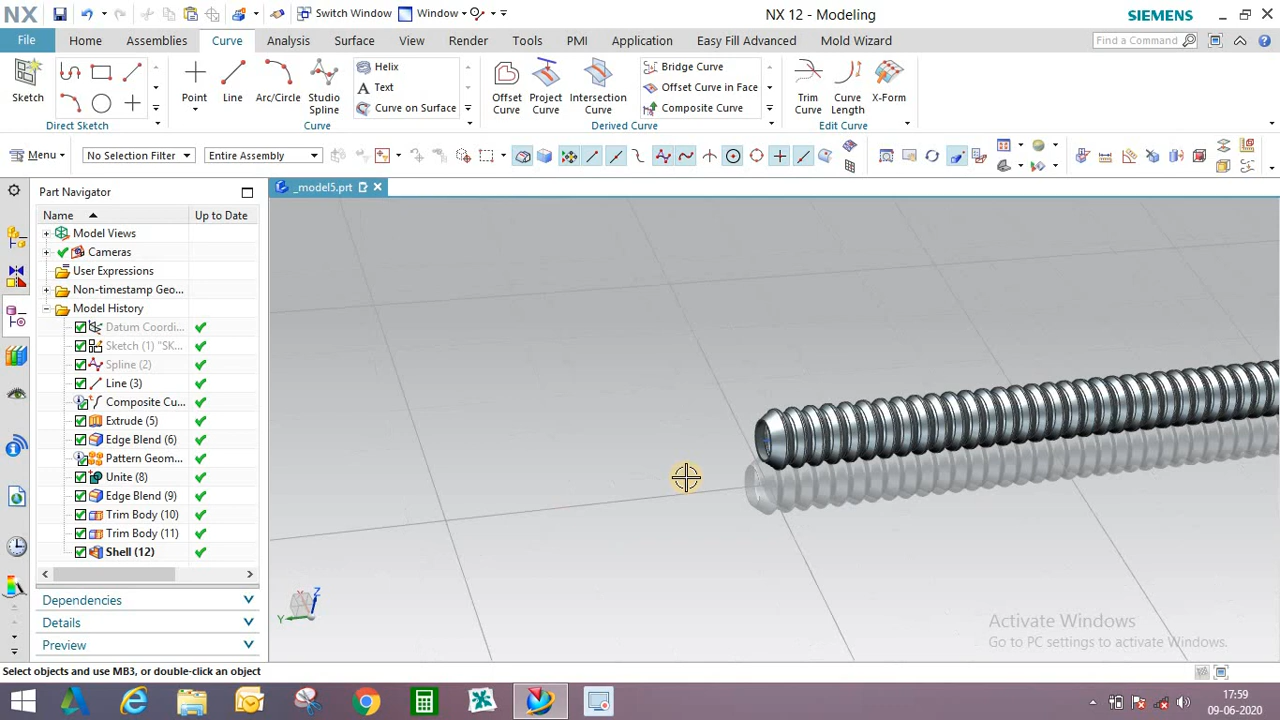 NX
Switch Window
Window
NX 12 - Modeling
SIEMENS
File
Home
Assemblies
Curve
Analysis
Surface
View
Render
Tools
PMI
Application
Easy Fill Advanced
Mold Wizard
Find a Command
Sketch
Direct Sketch
Point
Line
Arc/Circle
Studio Spline
Helix
Text
Curve on Surface
Curve
Offset Curve
Project Curve
Intersection Curve
Bridge Curve
Offset Curve in Face
Composite Curve
Derived Curve
Trim Curve
Curve Length
X-Form
Edit Curve
Menu
No Selection Filter
Entire Assembly
Part Navigator
_model5.prt
Name
Up to Date
Model Views
Cameras
User Expressions
Non-timestamp Geo...
Model History
Datum Coordi...
Sketch (1) "SK...
Spline (2)
Line (3)
Composite Cu...
Extrude (5)
Edge Blend (6)
Pattern Geom...
Unite (8)
Edge Blend (9)
Trim Body (10)
Trim Body (11)
Shell (12)
Dependencies
Details
Preview
X
Y
Z
Activate Windows
Go to PC settings to activate Windows.
Select objects and use MB3, or double-click an object
17:59
09-06-2020